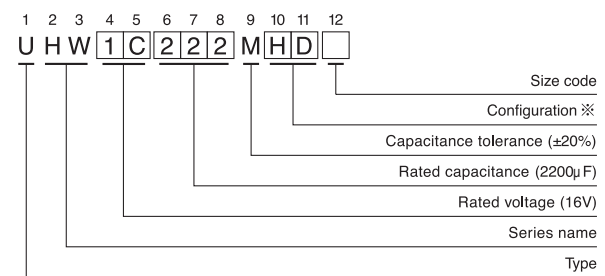 1 2 3 4 5 6 7 8 9 10 11 12
U H W 1 C 2 2 2 M H D
Size code
Configuration ※
Capacitance tolerance (±20%)
Rated capacitance (2200µF)
Rated voltage (16V)
Series name
Type